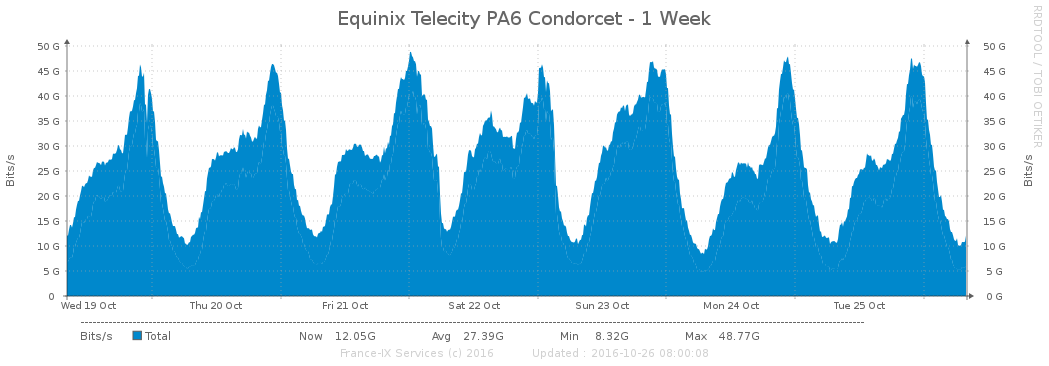 Equinix Telecity PA6 Condorcet - 1 Week
RRDTOOL / TOBI OETIKER
Bits/s
50 G
45 G
40 G
35 G
30 G
25 G
20 G
15 G
10 G
5 G
0
50 G
45 G
40 G
35 G
30 G
25 G
20 G
15 G
10 G
5 G
0 G
Bits/s
Wed 19 Oct Thu 20 Oct Fri 21 Oct Sat 22 Oct Sun 23 Oct Mon 24 Oct Tue 25 Oct
Bits/s Total Now 12.05G Avg 27.39G Min 8.32G Max 48.77G
France-IX Services (c) 2016 Updated : 2016-10-26 08:00:08